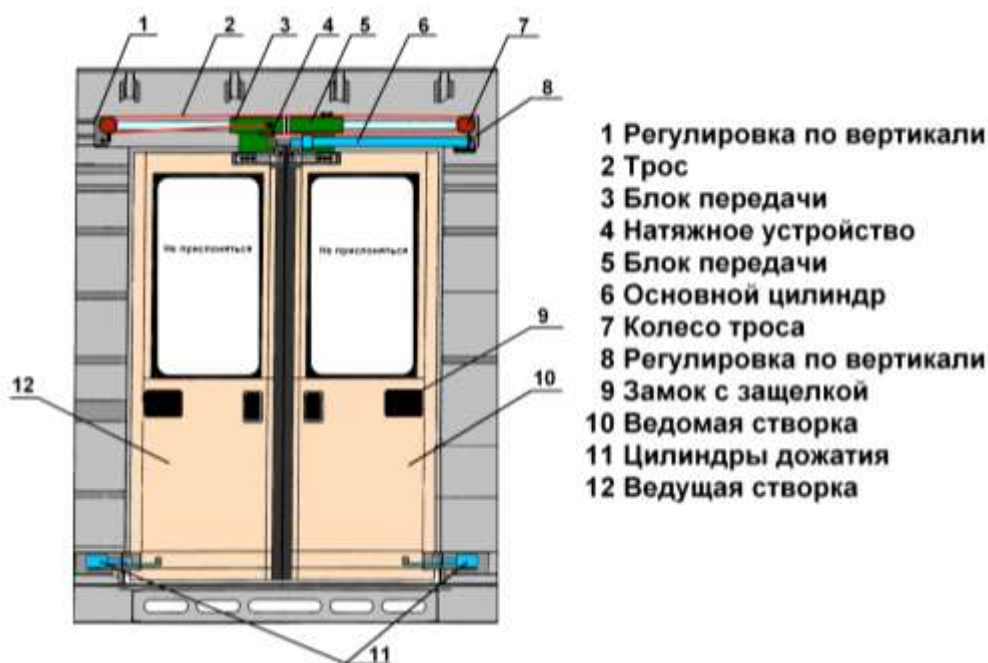 1 2 3 4 5 6 7
8
1 Регулировка по вертикали
2 Трос
3 Блок передачи
4 Натяжное устройство
5 Блок передачи
6 Основной цилиндр
7 Колесо троса
8 Регулировка по вертикали
9 Замок с защелкой
10 Ведомая створка
11 Цилиндры дожатия
12 Ведущая створка
Не прислоняться Не прислоняться
9
12 10
11